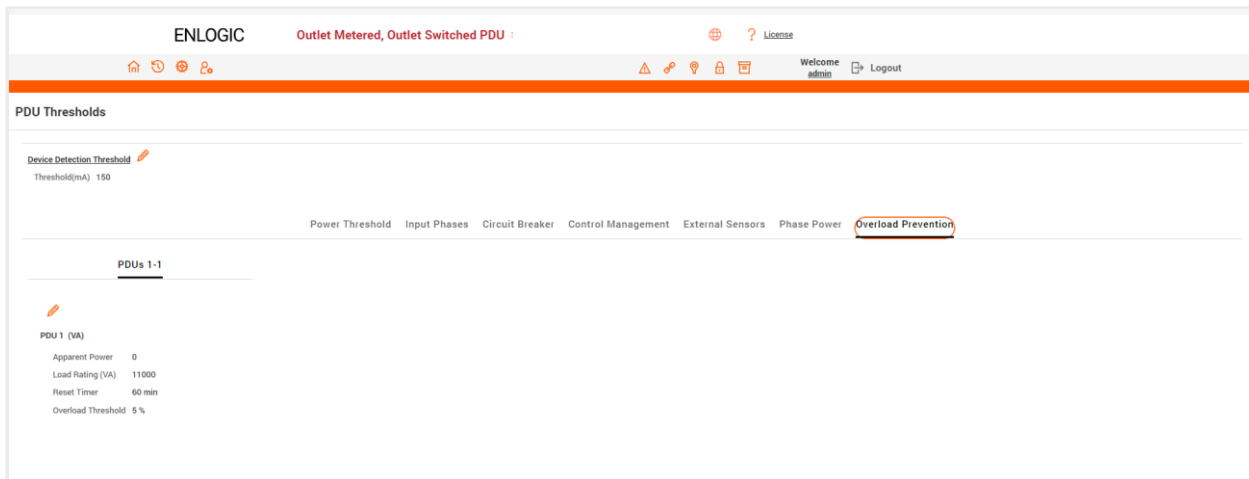 ENLOGIC
Outlet Metered, Outlet Switched PDU :
? License
Welcome
admin
Logout
PDU Thresholds
Device Detection Threshold
Threshold(mA) 150
Power Threshold Input Phases Circuit Breaker Control Management External Sensors Phase Power Overload Prevention
PDUs 1-1
PDU 1 (VA)
Apparent Power 0
Load Rating (VA) 11000
Reset Timer 60 min
Overload Threshold 5 %